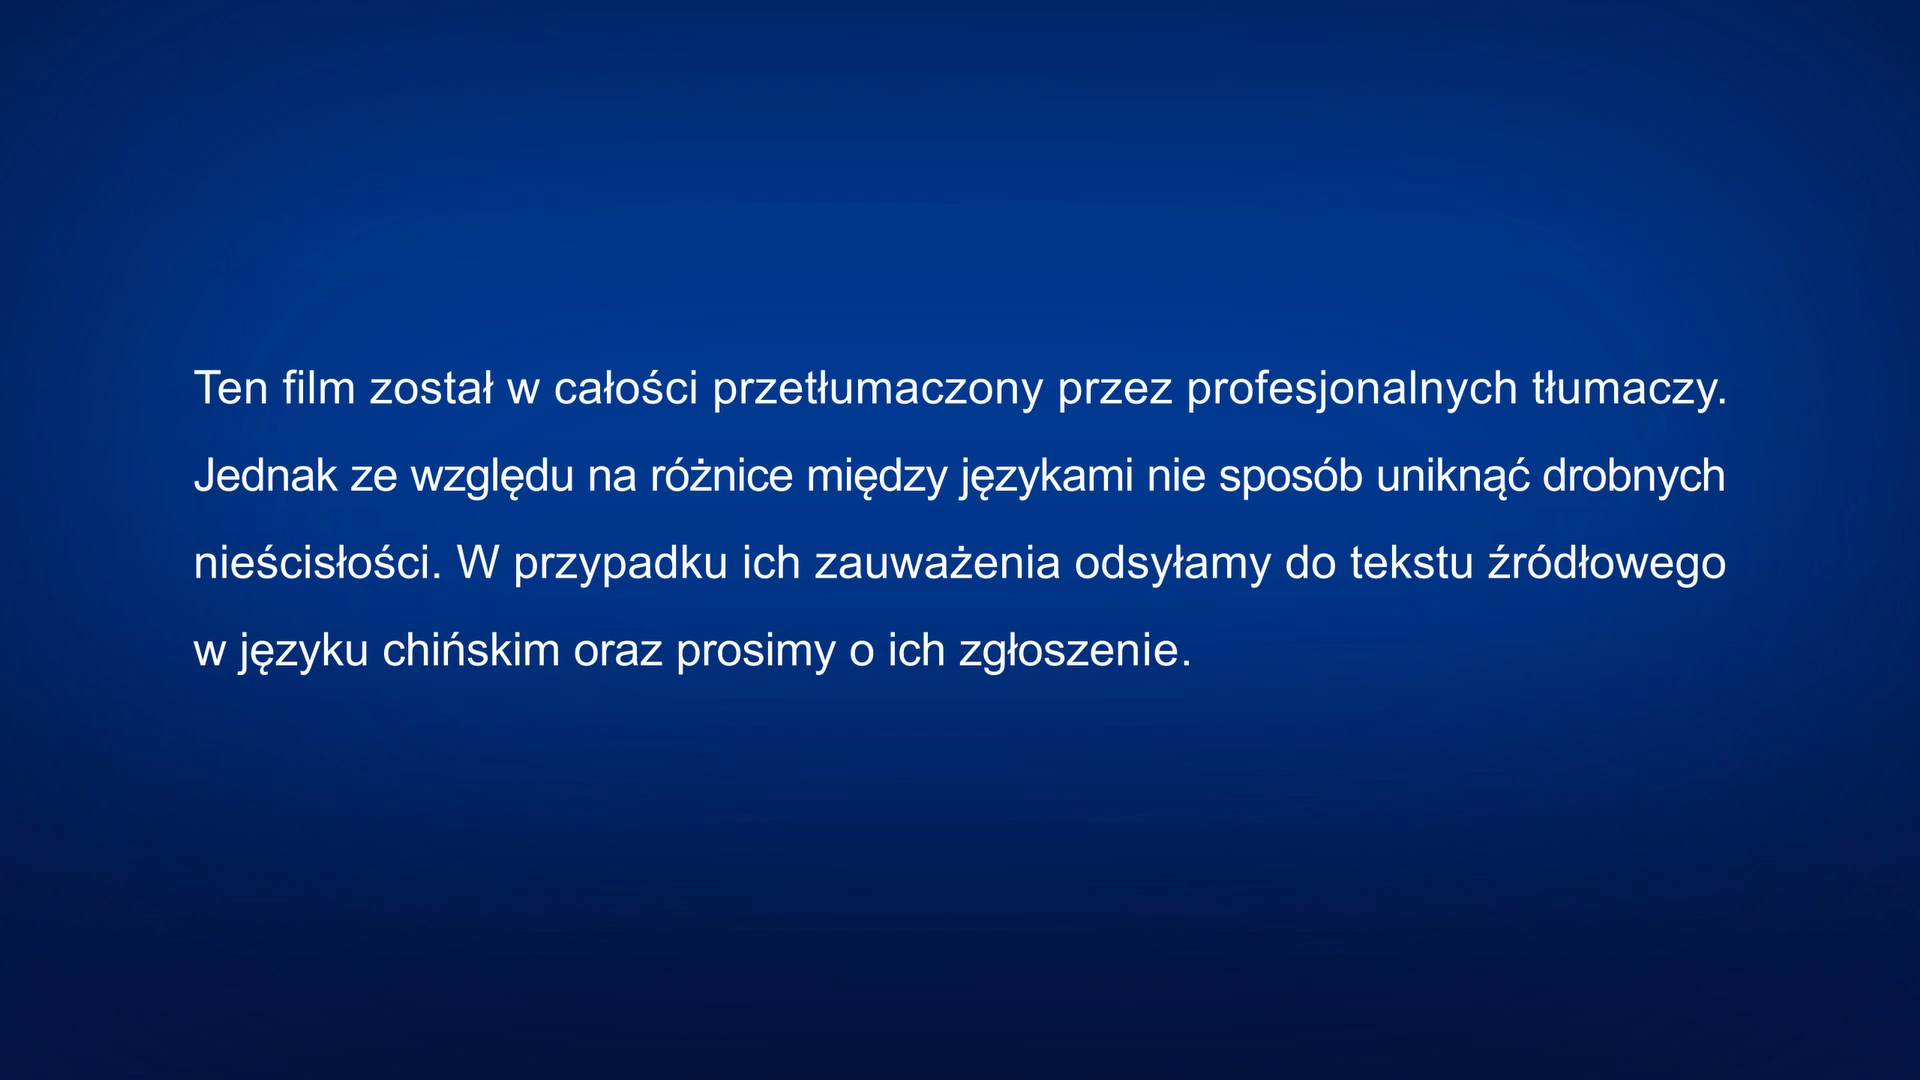 Ten film został w całości przetłumaczony przez profesjonalnych tłumaczy.
Jednak ze względu na różnice między językami nie sposób uniknąć drobnych
nieścisłości. W przypadku ich zauważenia odsyłamy do tekstu źródłowego
w języku chińskim oraz prosimy o ich zgłoszenie.